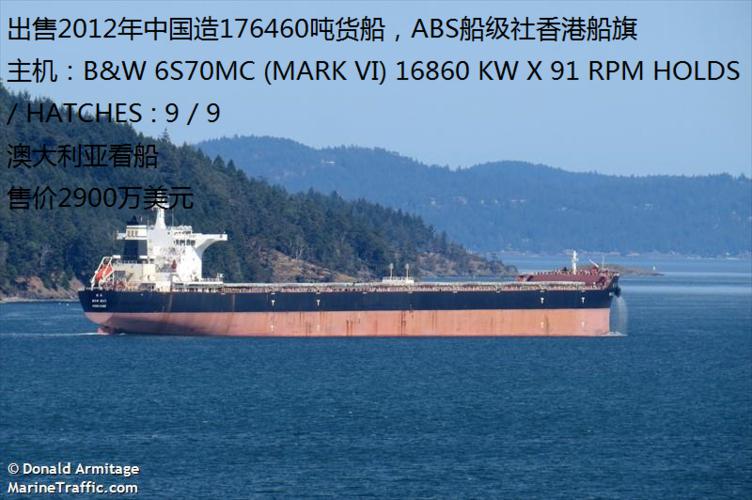 出售2012年中国造176460吨货船，ABS船级社香港船旗
主机：B&W 6S70MC (MARK VI) 16860 KW X 91 RPM HOLDS
/ HATCHES : 9 / 9
澳大利亚看船
售价2900万美元
© Donald Armitage
MarineTraffic.com